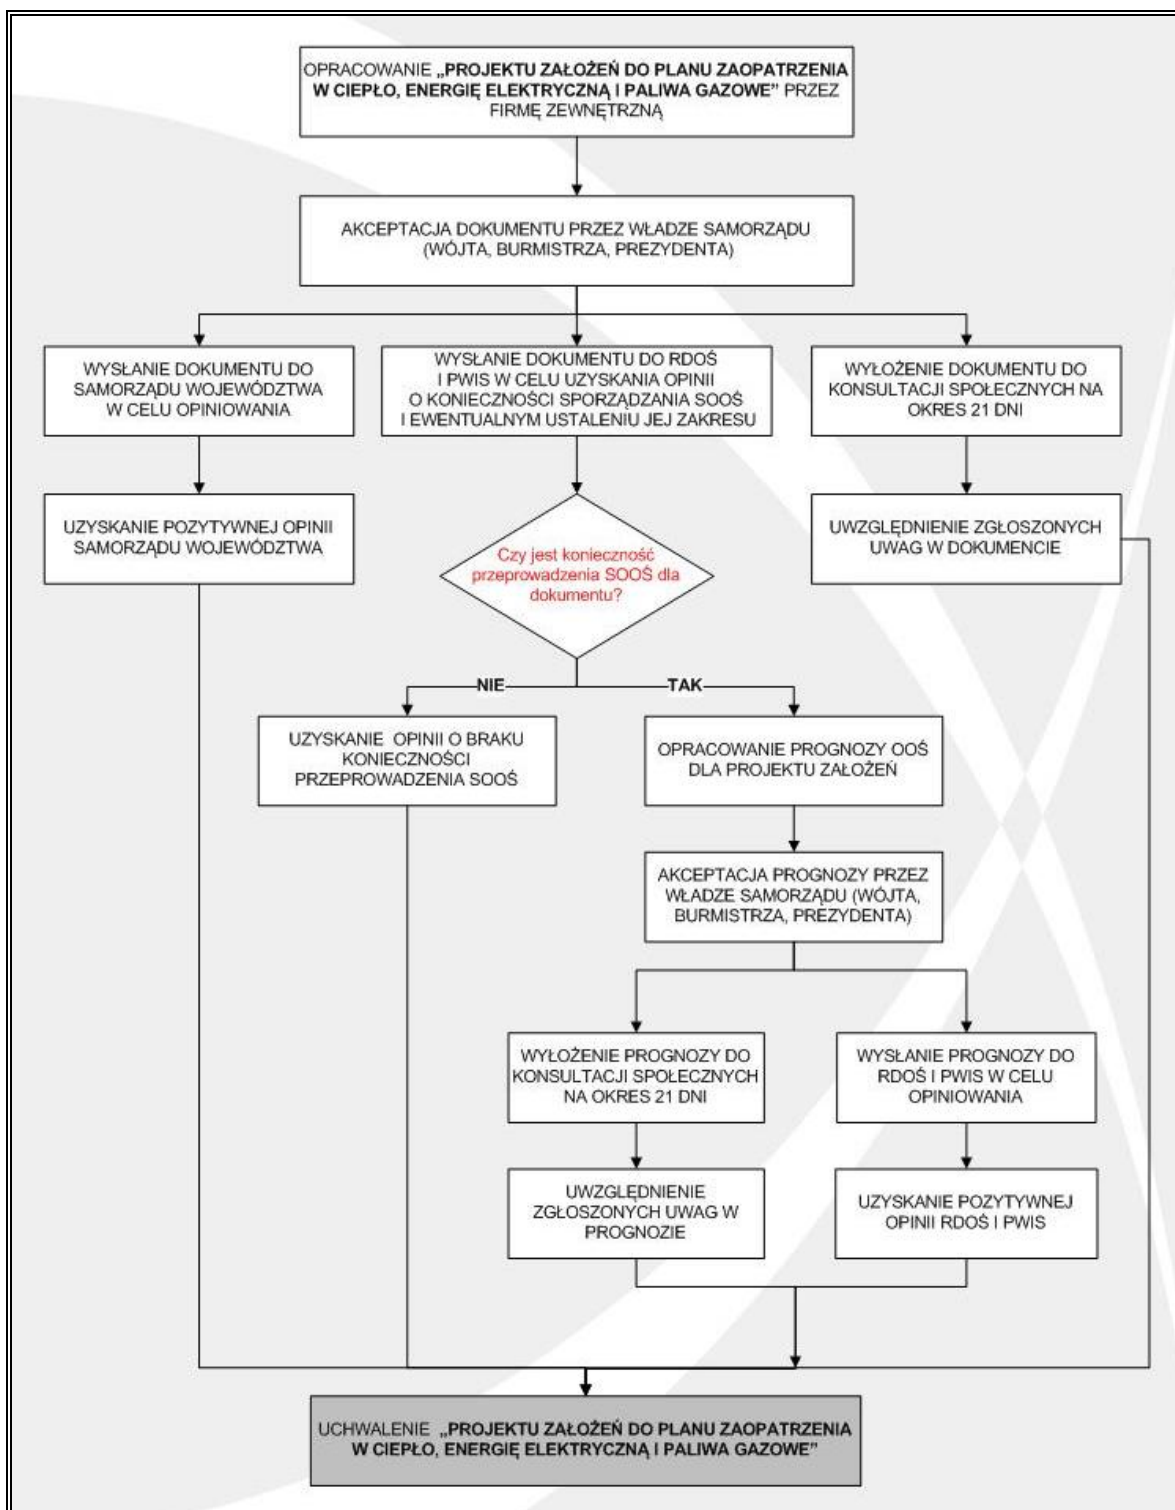 OPRACOWANIE „PROJEKTU ZAŁOŻEŃ DO PLANU ZAOPATRZENIA
W CIEPŁO, ENERGIĘ ELEKTRYCZNĄ I PALIWA GAZOWE” PRZEZ
FIRMĘ ZEWNĘTRZNĄ
AKCEPTACJA DOKUMENTU PRZEZ WŁADZE SAMORZĄDU
(WÓJTA, BURMISTRZA, PREZYDENTA)
WYSŁANIE DOKUMENTU DO
SAMORZĄDU WOJEWÓDZTWA
W CELU OPINIOWANIA
WYSŁANIE DOKUMENTU DO RDOŚ
I PWIS W CELU UZYSKANIA OPINII
O KONIECZNOŚCI SPORZĄDZANIA SOOŚ
I EWENTUALNYM USTALENIU JEJ ZAKRESU
WYŁOŻENIE DOKUMENTU DO
KONSULTACJI SPOŁECZNYCH NA
OKRES 21 DNI
UZYSKANIE POZYTYWNEJ OPINII
SAMORZĄDU WOJEWÓDZTWA
Czy jest konieczność
przeprowadzenia SOOŚ dla
dokumentu?
UWZGLĘDNIENIE ZGŁOSZONYCH
UWAG W DOKUMENCIE
NIE
TAK
UZYSKANIE OPINII O BRAKU
KONIECZNOŚCI
PRZEPROWADZENIA SOOŚ
OPRACOWANIE PROGNOZY OOŚ
DLA PROJEKTU ZAŁOŻEŃ
AKCEPTACJA PROGNOZY PRZEZ
WŁADZE SAMORZĄDU (WÓJTA,
BURMISTRZA, PREZYDENTA)
WYŁOŻENIE PROGNOZY DO
KONSULTACJI SPOŁECZNYCH
NA OKRES 21 DNI
WYSŁANIE PROGNOZY DO
RDOŚ I PWIS W CELU
OPINIOWANIA
UWZGLĘDNIENIE
ZGŁOSZONYCH UWAG W
PROGNOZIE
UZYSKANIE POZYTYWNEJ
OPINII RDOŚ I PWIS
UCHWALENIE „PROJEKTU ZAŁOŻEŃ DO PLANU ZAOPATRZENIA
W CIEPŁO, ENERGIĘ ELEKTRYCZNĄ I PALIWA GAZOWE”